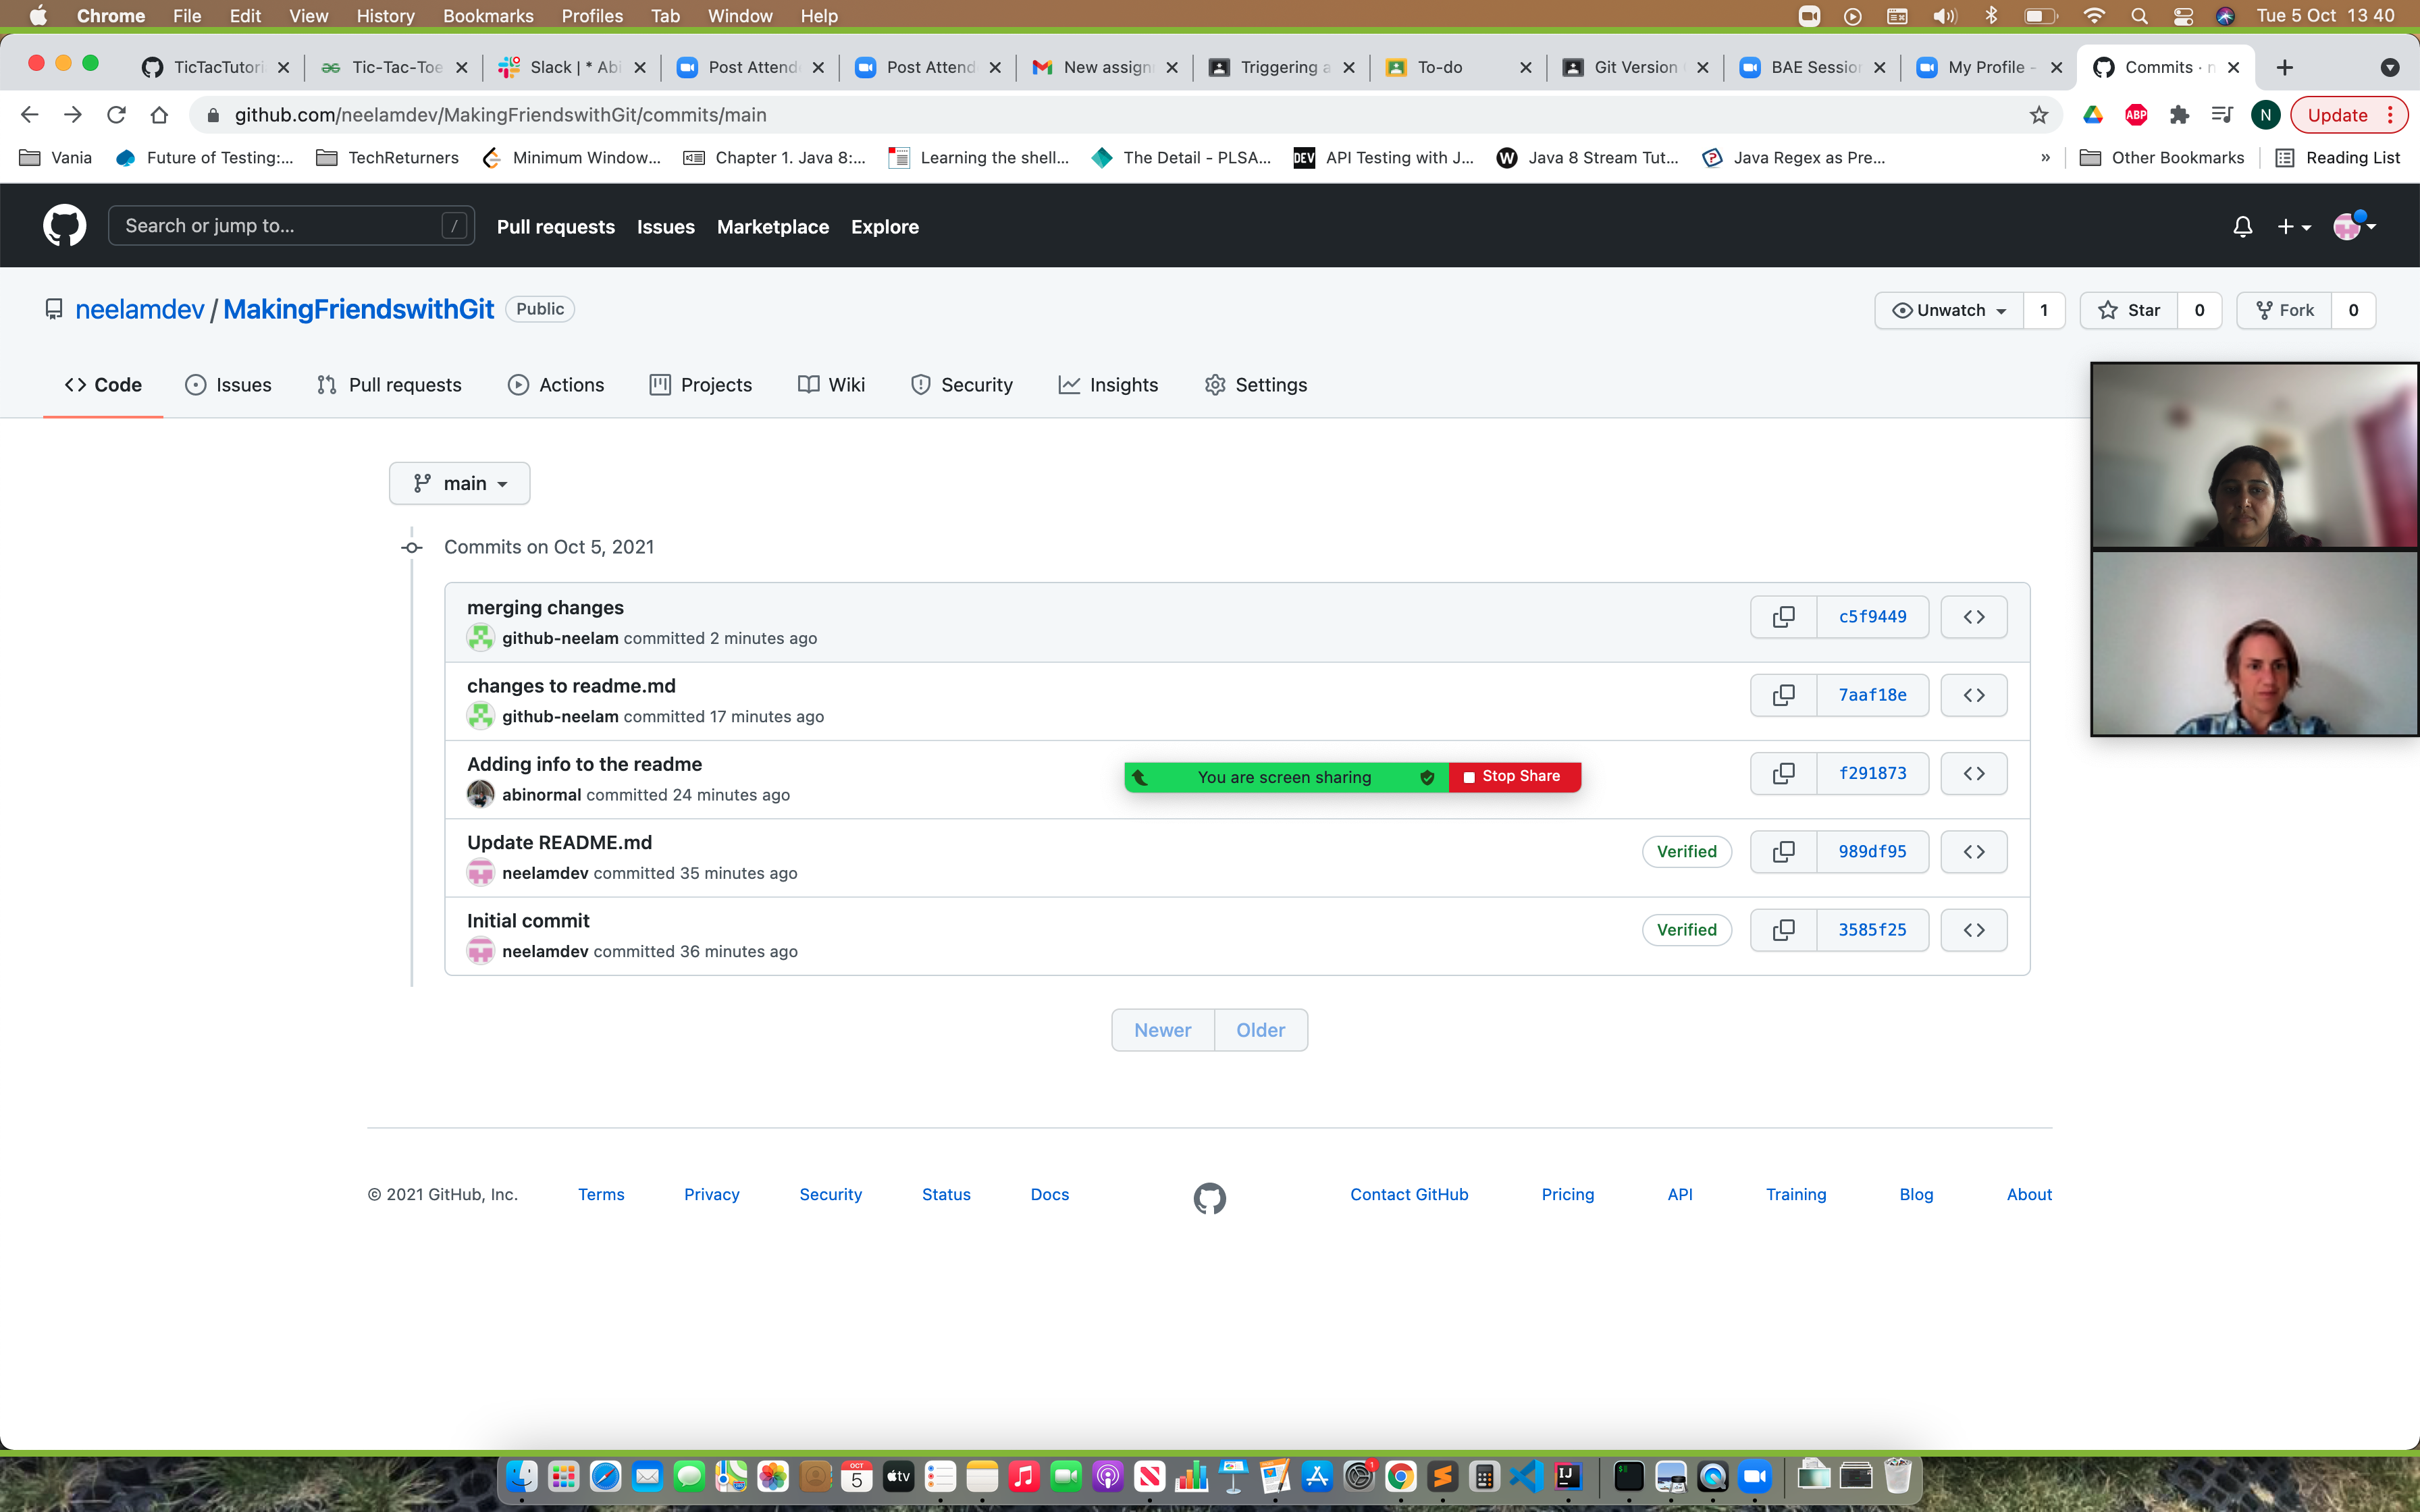 Chrome File Edit View History Bookmarks Profiles Tab Window Help Tue 5 Oct 13 40
TicTacTutori Tic-Tac-Toe Slack | * Abi Post Attend Post Attend New assign Triggering a To-do Git Version BAE Session My Profile - Commits · n
github.com/neelamdev/MakingFriendswithGit/commits/main ABP N Update
Vania Future of Testing:... TechReturners Minimum Window... Chapter 1. Java 8:... Learning the shell... The Detail - PLSA... DEV API Testing with J... W Java 8 Stream Tut... Java Regex as Pre... » Other Bookmarks Reading List
Search or jump to... / Pull requests Issues Marketplace Explore
neelamdev / MakingFriendswithGit Public Unwatch 1 Star 0 Fork 0
Code Issues Pull requests Actions Projects Wiki Security Insights Settings
main
Commits on Oct 5, 2021
merging changes
github-neelam committed 2 minutes ago c5f9449
changes to readme.md
github-neelam committed 17 minutes ago 7aaf18e
Adding info to the readme
abinormal committed 24 minutes ago f291873
You are screen sharing Stop Share
Update README.md
neelamdev committed 35 minutes ago Verified 989df95
Initial commit
neelamdev committed 36 minutes ago Verified 3585f25
Newer Older
© 2021 GitHub, Inc. Terms Privacy Security Status Docs Contact GitHub Pricing API Training Blog About
OCT
5
tv
1
IJ